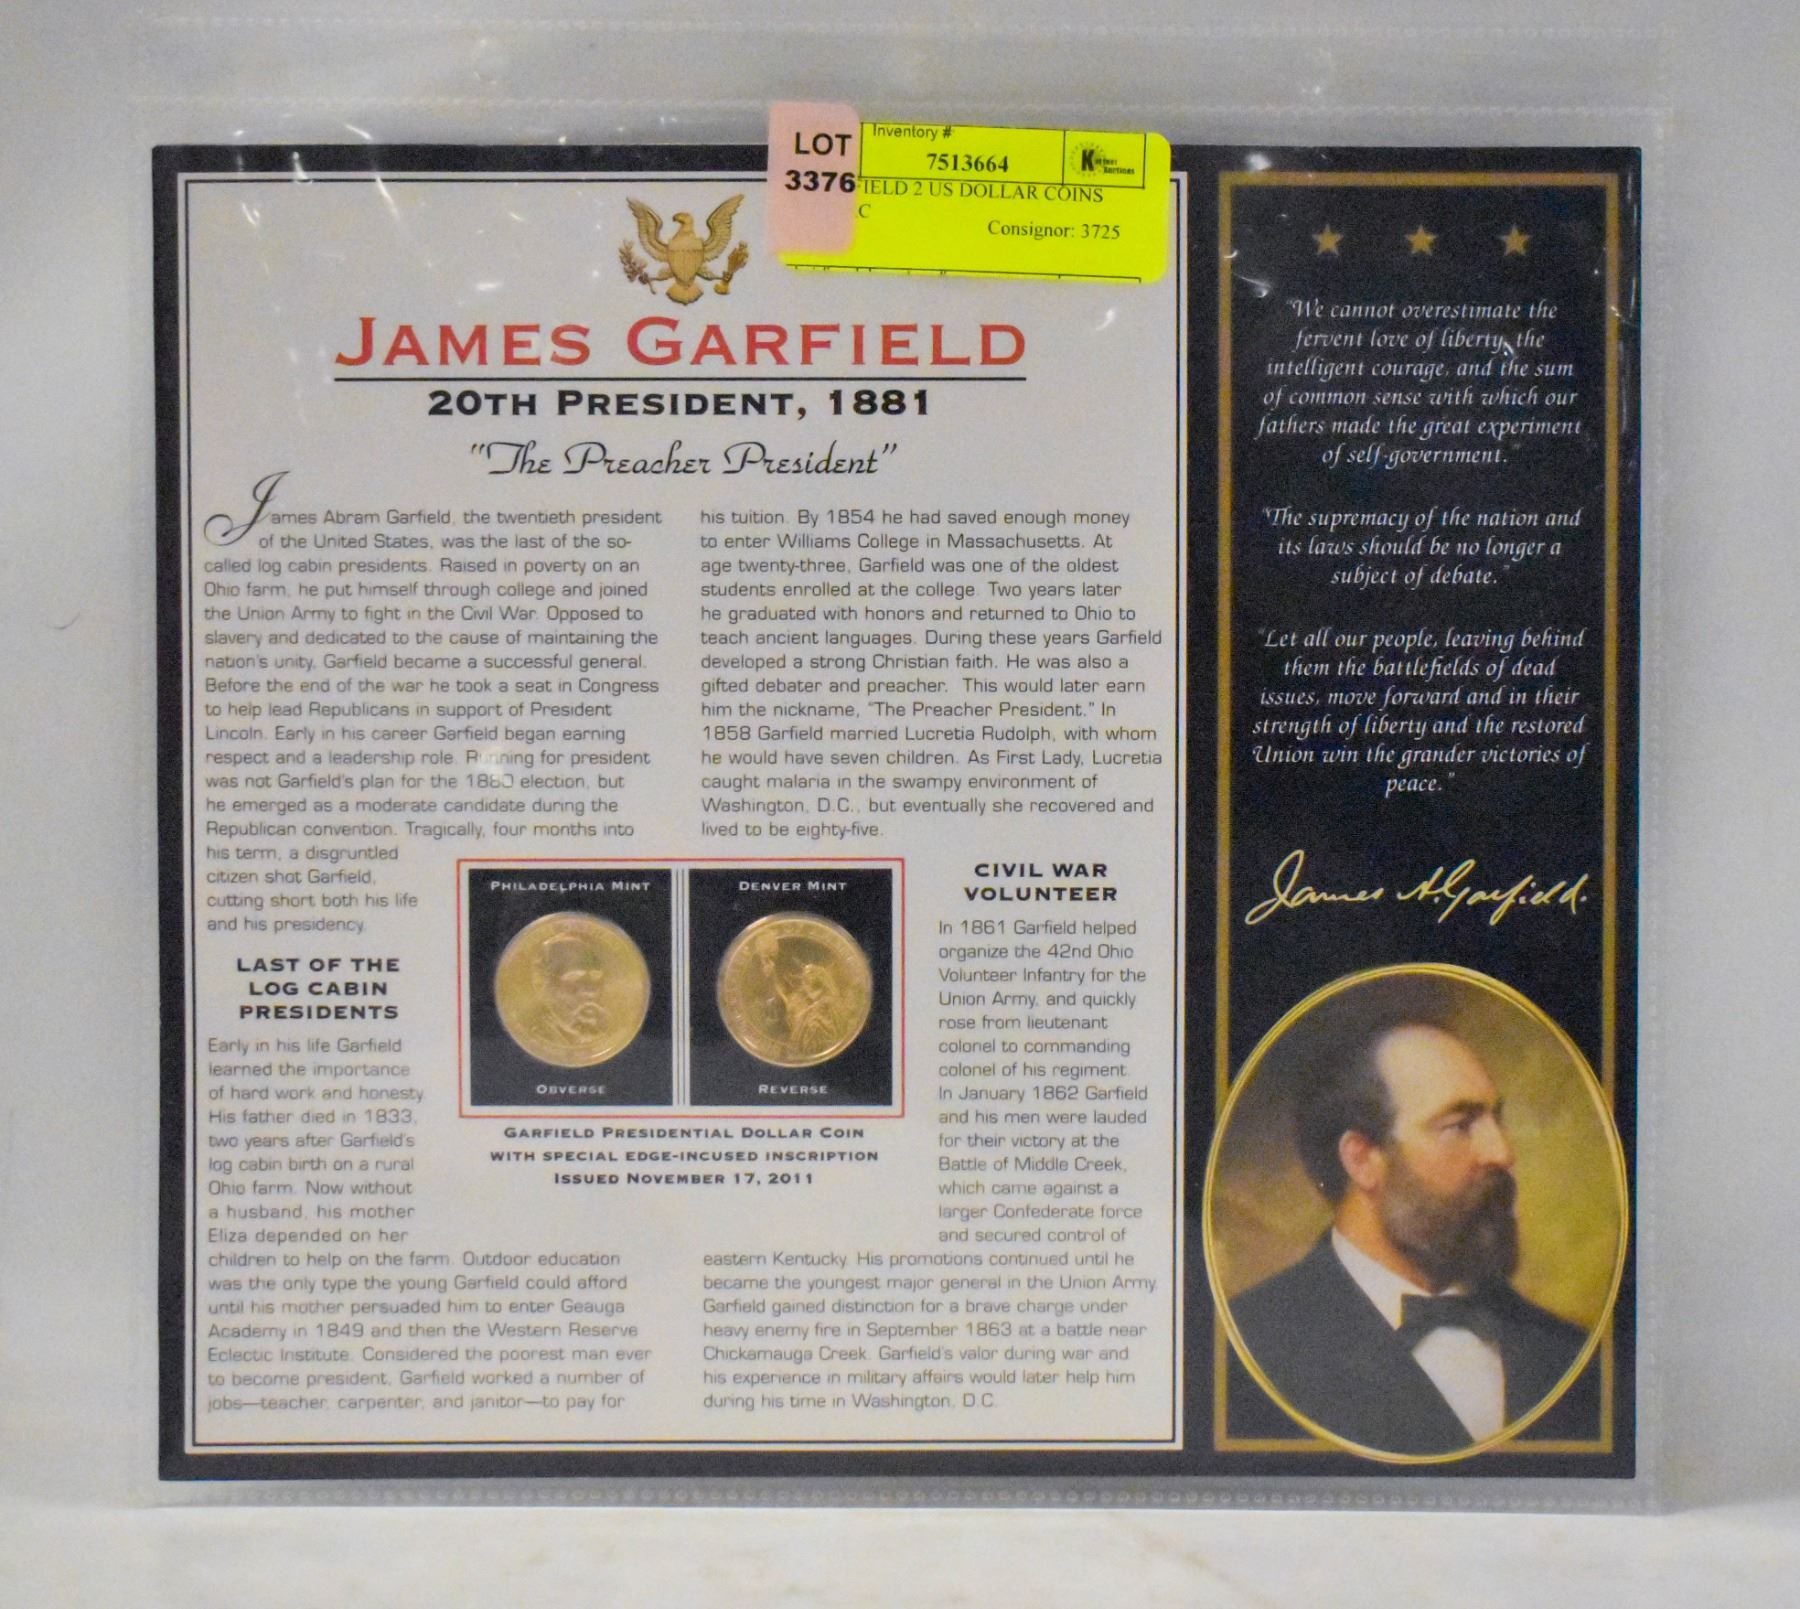 LOT
3376
Inventory #
7513664
IELD 2 US DOLLAR COINS
C
Consignor: 3725
JAMES GARFIELD
20TH PRESIDENT, 1881
"The Preacher President"
James Abram Garfield, the twentieth president
of the United States, was the last of the so-
called log cabin presidents. Raised in poverty on an
Ohio farm, he put himself through college and joined
the Union Army to fight in the Civil War. Opposed to
slavery and dedicated to the cause of maintaining the
nation's unity, Garfield became a successful general.
Before the end of the war he took a seat in Congress
to help lead Republicans in support of President
Lincoln. Early in his career Garfield began earning
respect and a leadership role. Running for president
was not Garfield's plan for the 1880 election, but
he emerged as a moderate candidate during the
Republican convention. Tragically, four months into
his term, a disgruntled
citizen shot Garfield,
cutting short both his life
and his presidency.
LAST OF THE
LOG CABIN
PRESIDENTS
Early in his life Garfield
learned the importance
of hard work and honesty.
His father died in 1833,
two years after Garfield's
log cabin birth on a rural
Ohio farm. Now without
a husband, his mother
Eliza depended on her
children to help on the farm. Outdoor education
was the only type the young Garfield could afford
until his mother persuaded him to enter Geauga
Academy in 1849 and then the Western Reserve
Eclectic Institute. Considered the poorest man ever
to become president, Garfield worked a number of
jobs—teacher, carpenter, and janitor—to pay for
his tuition. By 1854 he had saved enough money
to enter Williams College in Massachusetts. At
age twenty-three, Garfield was one of the oldest
students enrolled at the college. Two years later
he graduated with honors and returned to Ohio to
teach ancient languages. During these years Garfield
developed a strong Christian faith. He was also a
gifted debater and preacher. This would later earn
him the nickname, "The Preacher President." In
1858 Garfield married Lucretia Rudolph, with whom
he would have seven children. As First Lady, Lucretia
caught malaria in the swampy environment of
Washington, D.C., but eventually she recovered and
lived to be eighty-five.
PHILADELPHIA MINT
OBVERSE
DENVER MINT
REVERSE
GARFIELD PRESIDENTIAL DOLLAR COIN
WITH SPECIAL EDGE-INCUSED INSCRIPTION
ISSUED NOVEMBER 17, 2011
CIVIL WAR
VOLUNTEER
In 1861 Garfield helped
organize the 42nd Ohio
Volunteer Infantry for the
Union Army, and quickly
rose from lieutenant
colonel to commanding
colonel of his regiment.
In January 1862 Garfield
and his men were lauded
for their victory at the
Battle of Middle Creek,
which came against a
larger Confederate force
and secured control of
eastern Kentucky. His promotions continued until he
became the youngest major general in the Union Army.
Garfield gained distinction for a brave charge under
heavy enemy fire in September 1863 at a battle near
Chickamauga Creek. Garfield's valor during war and
his experience in military affairs would later help him
during his time in Washington, D.C.
"We cannot overestimate the
fervent love of liberty, the
intelligent courage, and the sum
of common sense with which our
fathers made the great experiment
of self-government."
"The supremacy of the nation and
its laws should be no longer a
subject of debate."
"Let all our people, leaving behind
them the battlefields of dead
issues, move forward and in their
strength of liberty and the restored
Union win the grander victories of
peace."
James A. Garfield.